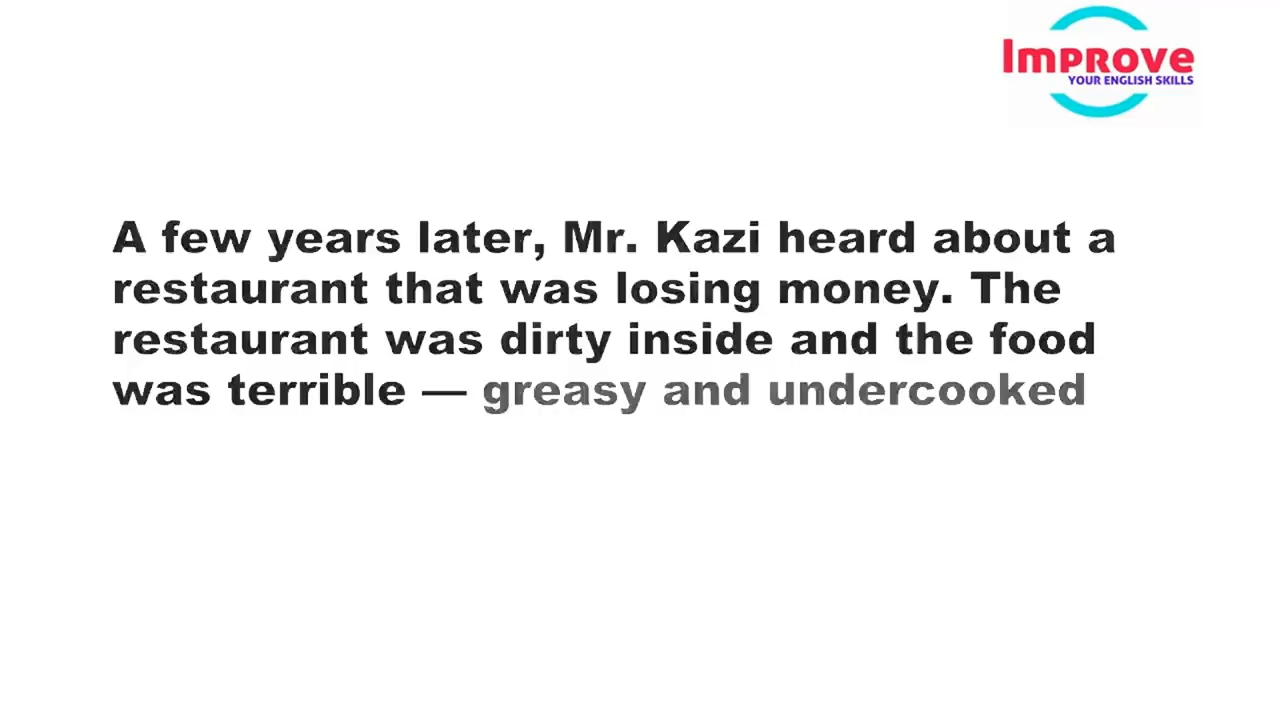 Improve
YOUR ENGLISH SKILLS
A few years later, Mr. Kazi heard about a
restaurant that was losing money. The
restaurant was dirty inside and the food
was terrible — greasy and undercooked